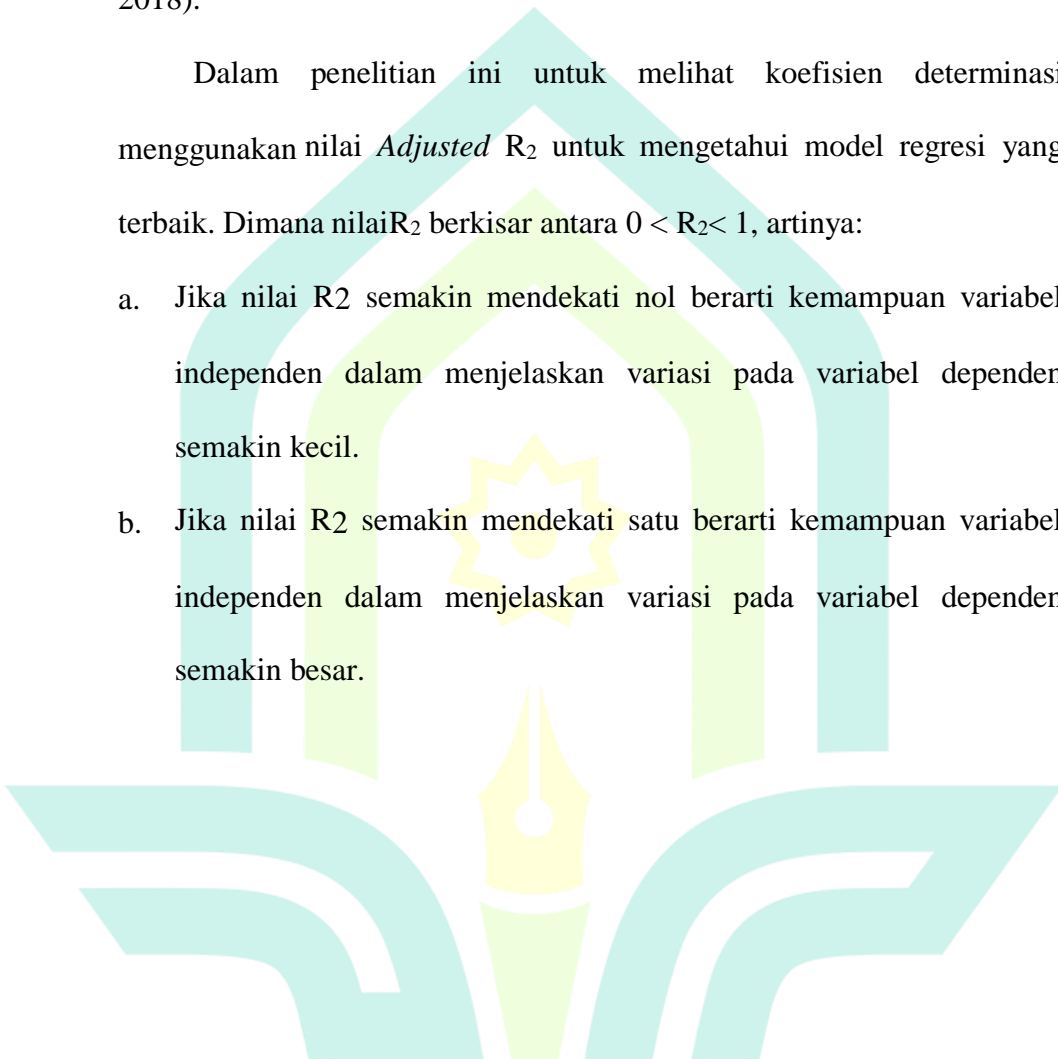 2018).
Dalam penelitian ini untuk melihat koefisien determinasi
menggunakan nilai Adjusted R₂ untuk mengetahui model regresi yang
terbaik. Dimana nilaiR₂ berkisar antara 0 < R₂< 1, artinya:
a. Jika nilai R2 semakin mendekati nol berarti kemampuan variabel
independen dalam menjelaskan variasi pada variabel dependen
semakin kecil.
b. Jika nilai R2 semakin mendekati satu berarti kemampuan variabel
independen dalam menjelaskan variasi pada variabel dependen
semakin besar.